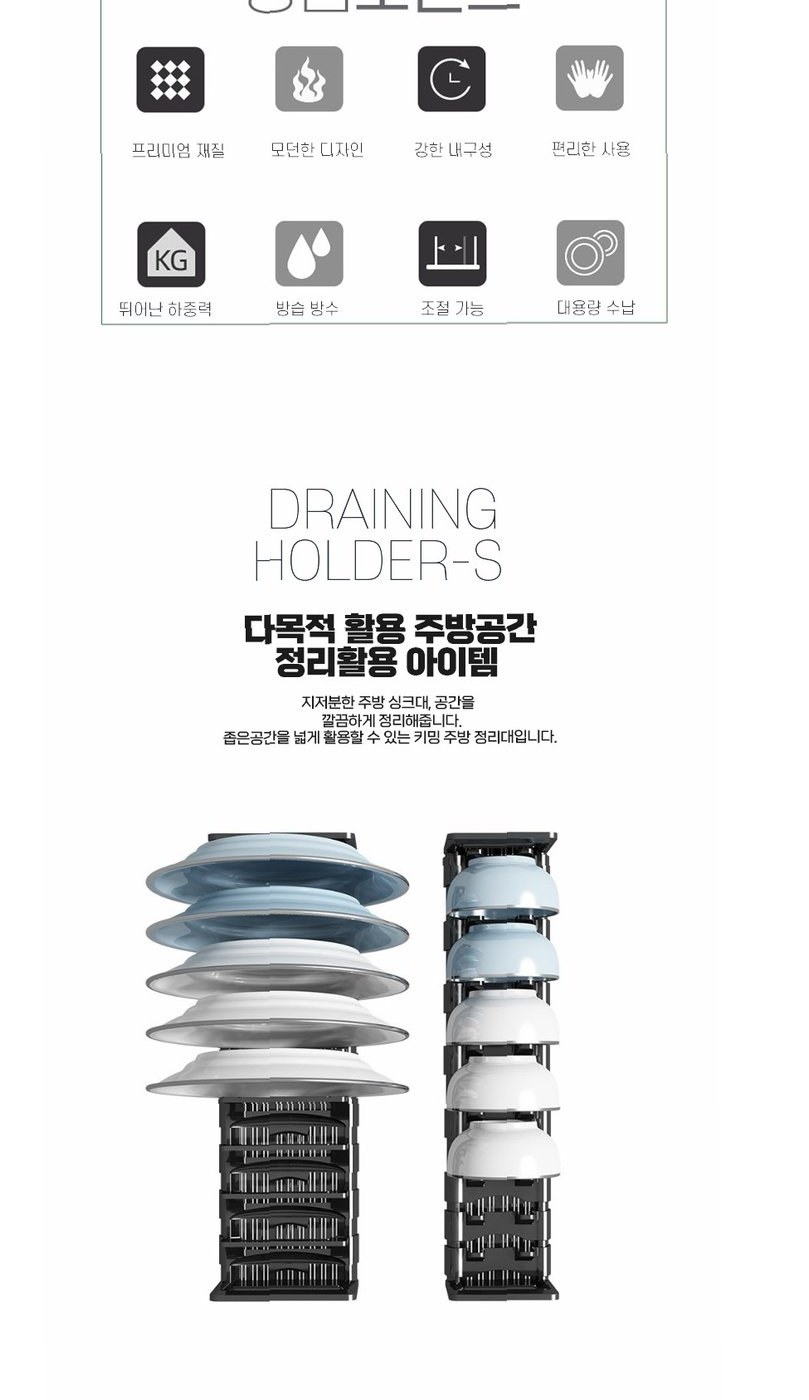 프리미엄 재질
모던한 디자인
강한 내구성
편리한 사용
KG
뛰어난 하중력
방습 방수
조절 가능
대용량 수납
DRAINING
HOLDER-S
다목적 활용 주방공간
정리활용 아이템
지저분한 주방 싱크대, 공간을
깔끔하게 정리해줍니다.
좁은공간을 넓게 활용할 수 있는 키밍 주방 정리대입니다.